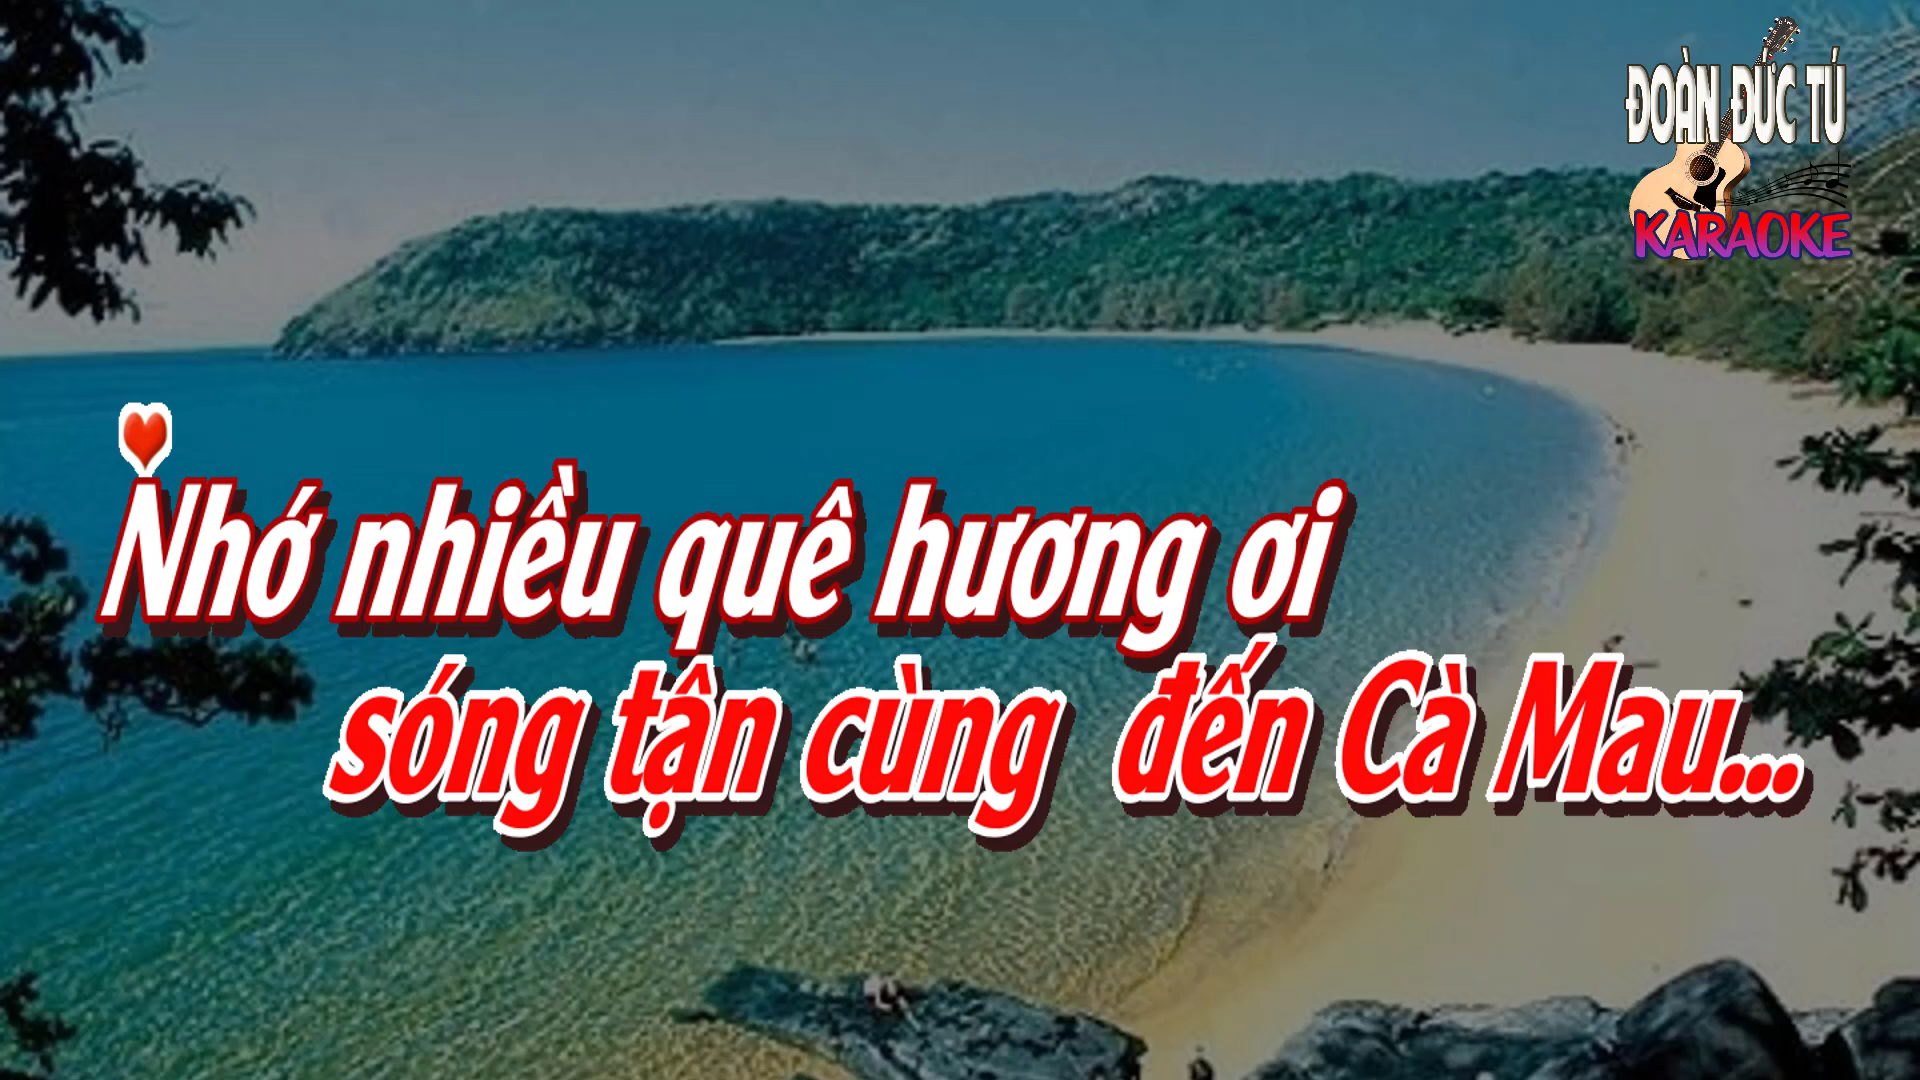 ĐOÀN ĐỨC TÚ
KARAOKE
Nhớ nhiều quê hương ơi
sóng tận cùng  đến Cà Mau...